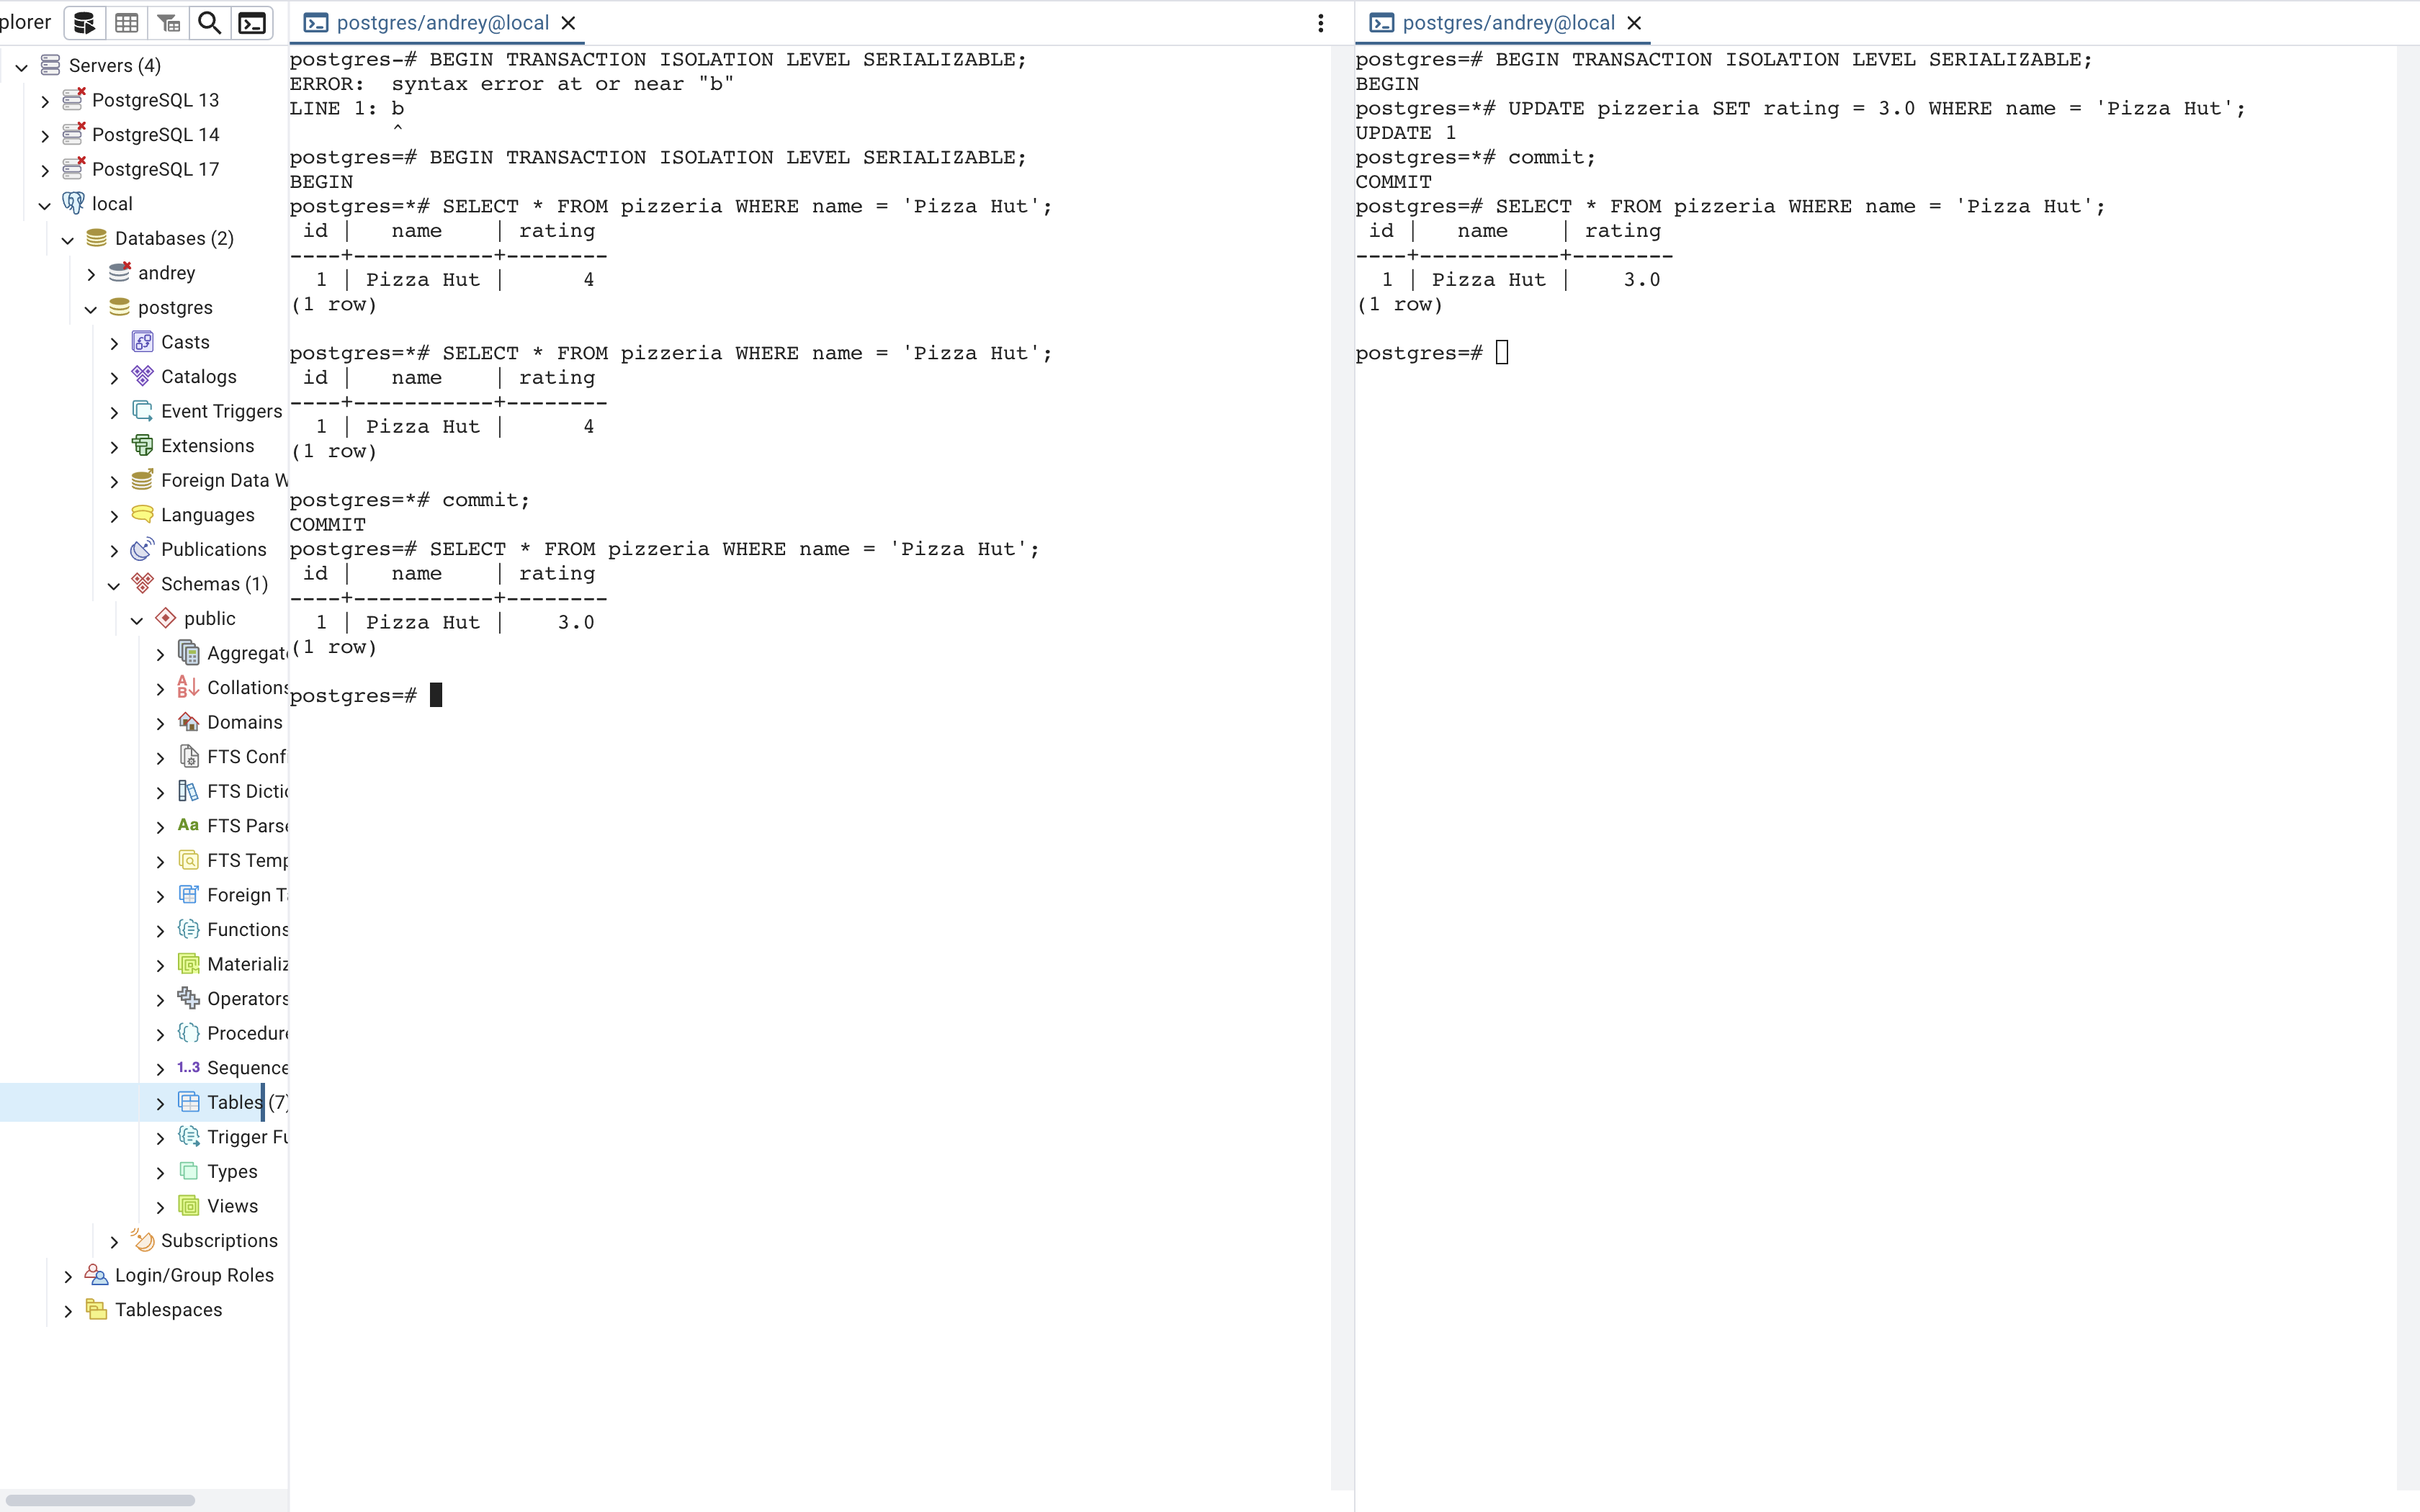 plorer
Servers (4)
PostgreSQL 13
PostgreSQL 14
PostgreSQL 17
local
Databases (2)
andrey
postgres
Casts
Catalogs
Event Triggers
Extensions
Foreign Data W
Languages
Publications
Schemas (1)
public
Aggregat
Collations
Domains
FTS Conf
FTS Dictio
Aa FTS Parse
FTS Temp
Foreign Ta
Functions
Materializ
Operators
Procedure
1..3 Sequence
Tables (7)
Trigger Fu
Types
Views
Subscriptions
Login/Group Roles
Tablespaces
postgres/andrey@local
postgres-# BEGIN TRANSACTION ISOLATION LEVEL SERIALIZABLE;
ERROR:  syntax error at or near "b"
LINE 1: b
        ^
postgres=# BEGIN TRANSACTION ISOLATION LEVEL SERIALIZABLE;
BEGIN
postgres=*# SELECT * FROM pizzeria WHERE name = 'Pizza Hut';
 id |   name    | rating
----+-----------+--------
  1 | Pizza Hut |      4
(1 row)
postgres=*# SELECT * FROM pizzeria WHERE name = 'Pizza Hut';
 id |   name    | rating
----+-----------+--------
  1 | Pizza Hut |      4
(1 row)
postgres=*# commit;
COMMIT
postgres=# SELECT * FROM pizzeria WHERE name = 'Pizza Hut';
 id |   name    | rating
----+-----------+--------
  1 | Pizza Hut |    3.0
(1 row)
postgres=#
postgres/andrey@local
postgres=# BEGIN TRANSACTION ISOLATION LEVEL SERIALIZABLE;
BEGIN
postgres=*# UPDATE pizzeria SET rating = 3.0 WHERE name = 'Pizza Hut';
UPDATE 1
postgres=*# commit;
COMMIT
postgres=# SELECT * FROM pizzeria WHERE name = 'Pizza Hut';
 id |   name    | rating
----+-----------+--------
  1 | Pizza Hut |    3.0
(1 row)
postgres=#